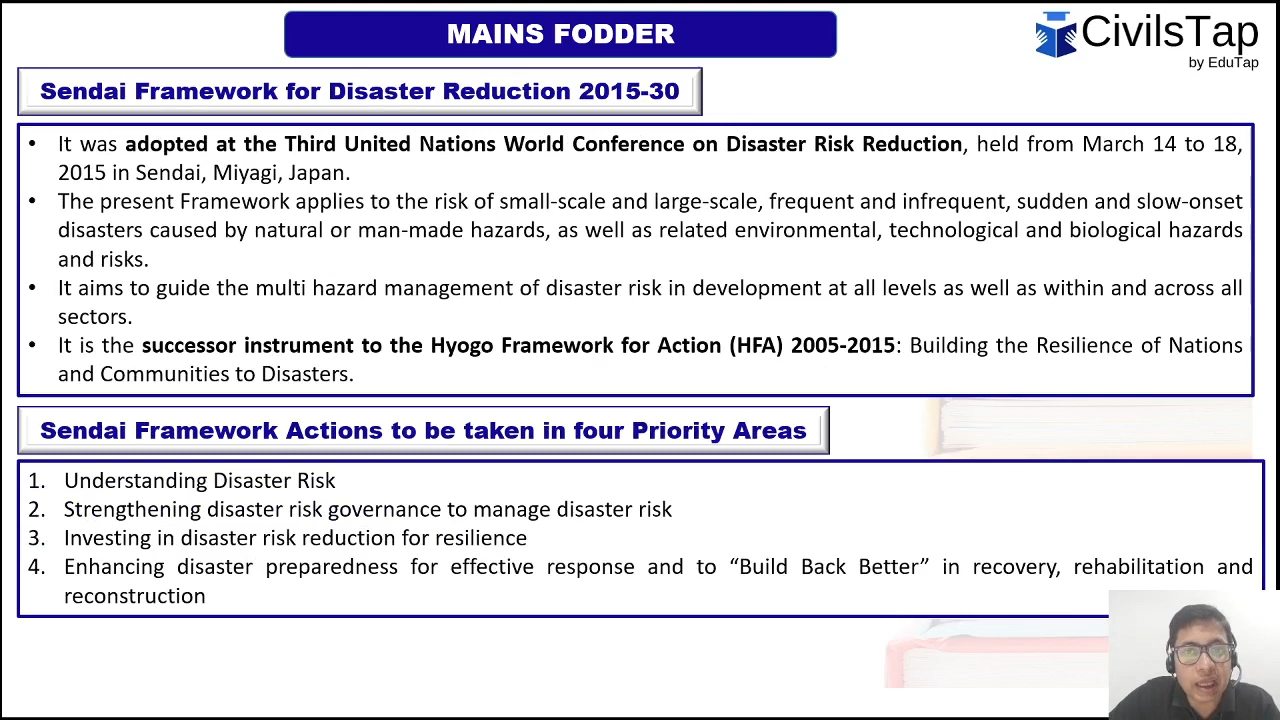 MAINS FODDER
CivilsTap
by EduTap
Sendai Framework for Disaster Reduction 2015-30
• It was adopted at the Third United Nations World Conference on Disaster Risk Reduction, held from March 14 to 18,
2015 in Sendai, Miyagi, Japan.
• The present Framework applies to the risk of small-scale and large-scale, frequent and infrequent, sudden and slow-onset
disasters caused by natural or man-made hazards, as well as related environmental, technological and biological hazards
and risks.
• It aims to guide the multi hazard management of disaster risk in development at all levels as well as within and across all
sectors.
• It is the successor instrument to the Hyogo Framework for Action (HFA) 2005-2015: Building the Resilience of Nations
and Communities to Disasters.
Sendai Framework Actions to be taken in four Priority Areas
1. Understanding Disaster Risk
2. Strengthening disaster risk governance to manage disaster risk
3. Investing in disaster risk reduction for resilience
4. Enhancing disaster preparedness for effective response and to “Build Back Better” in recovery, rehabilitation and
reconstruction